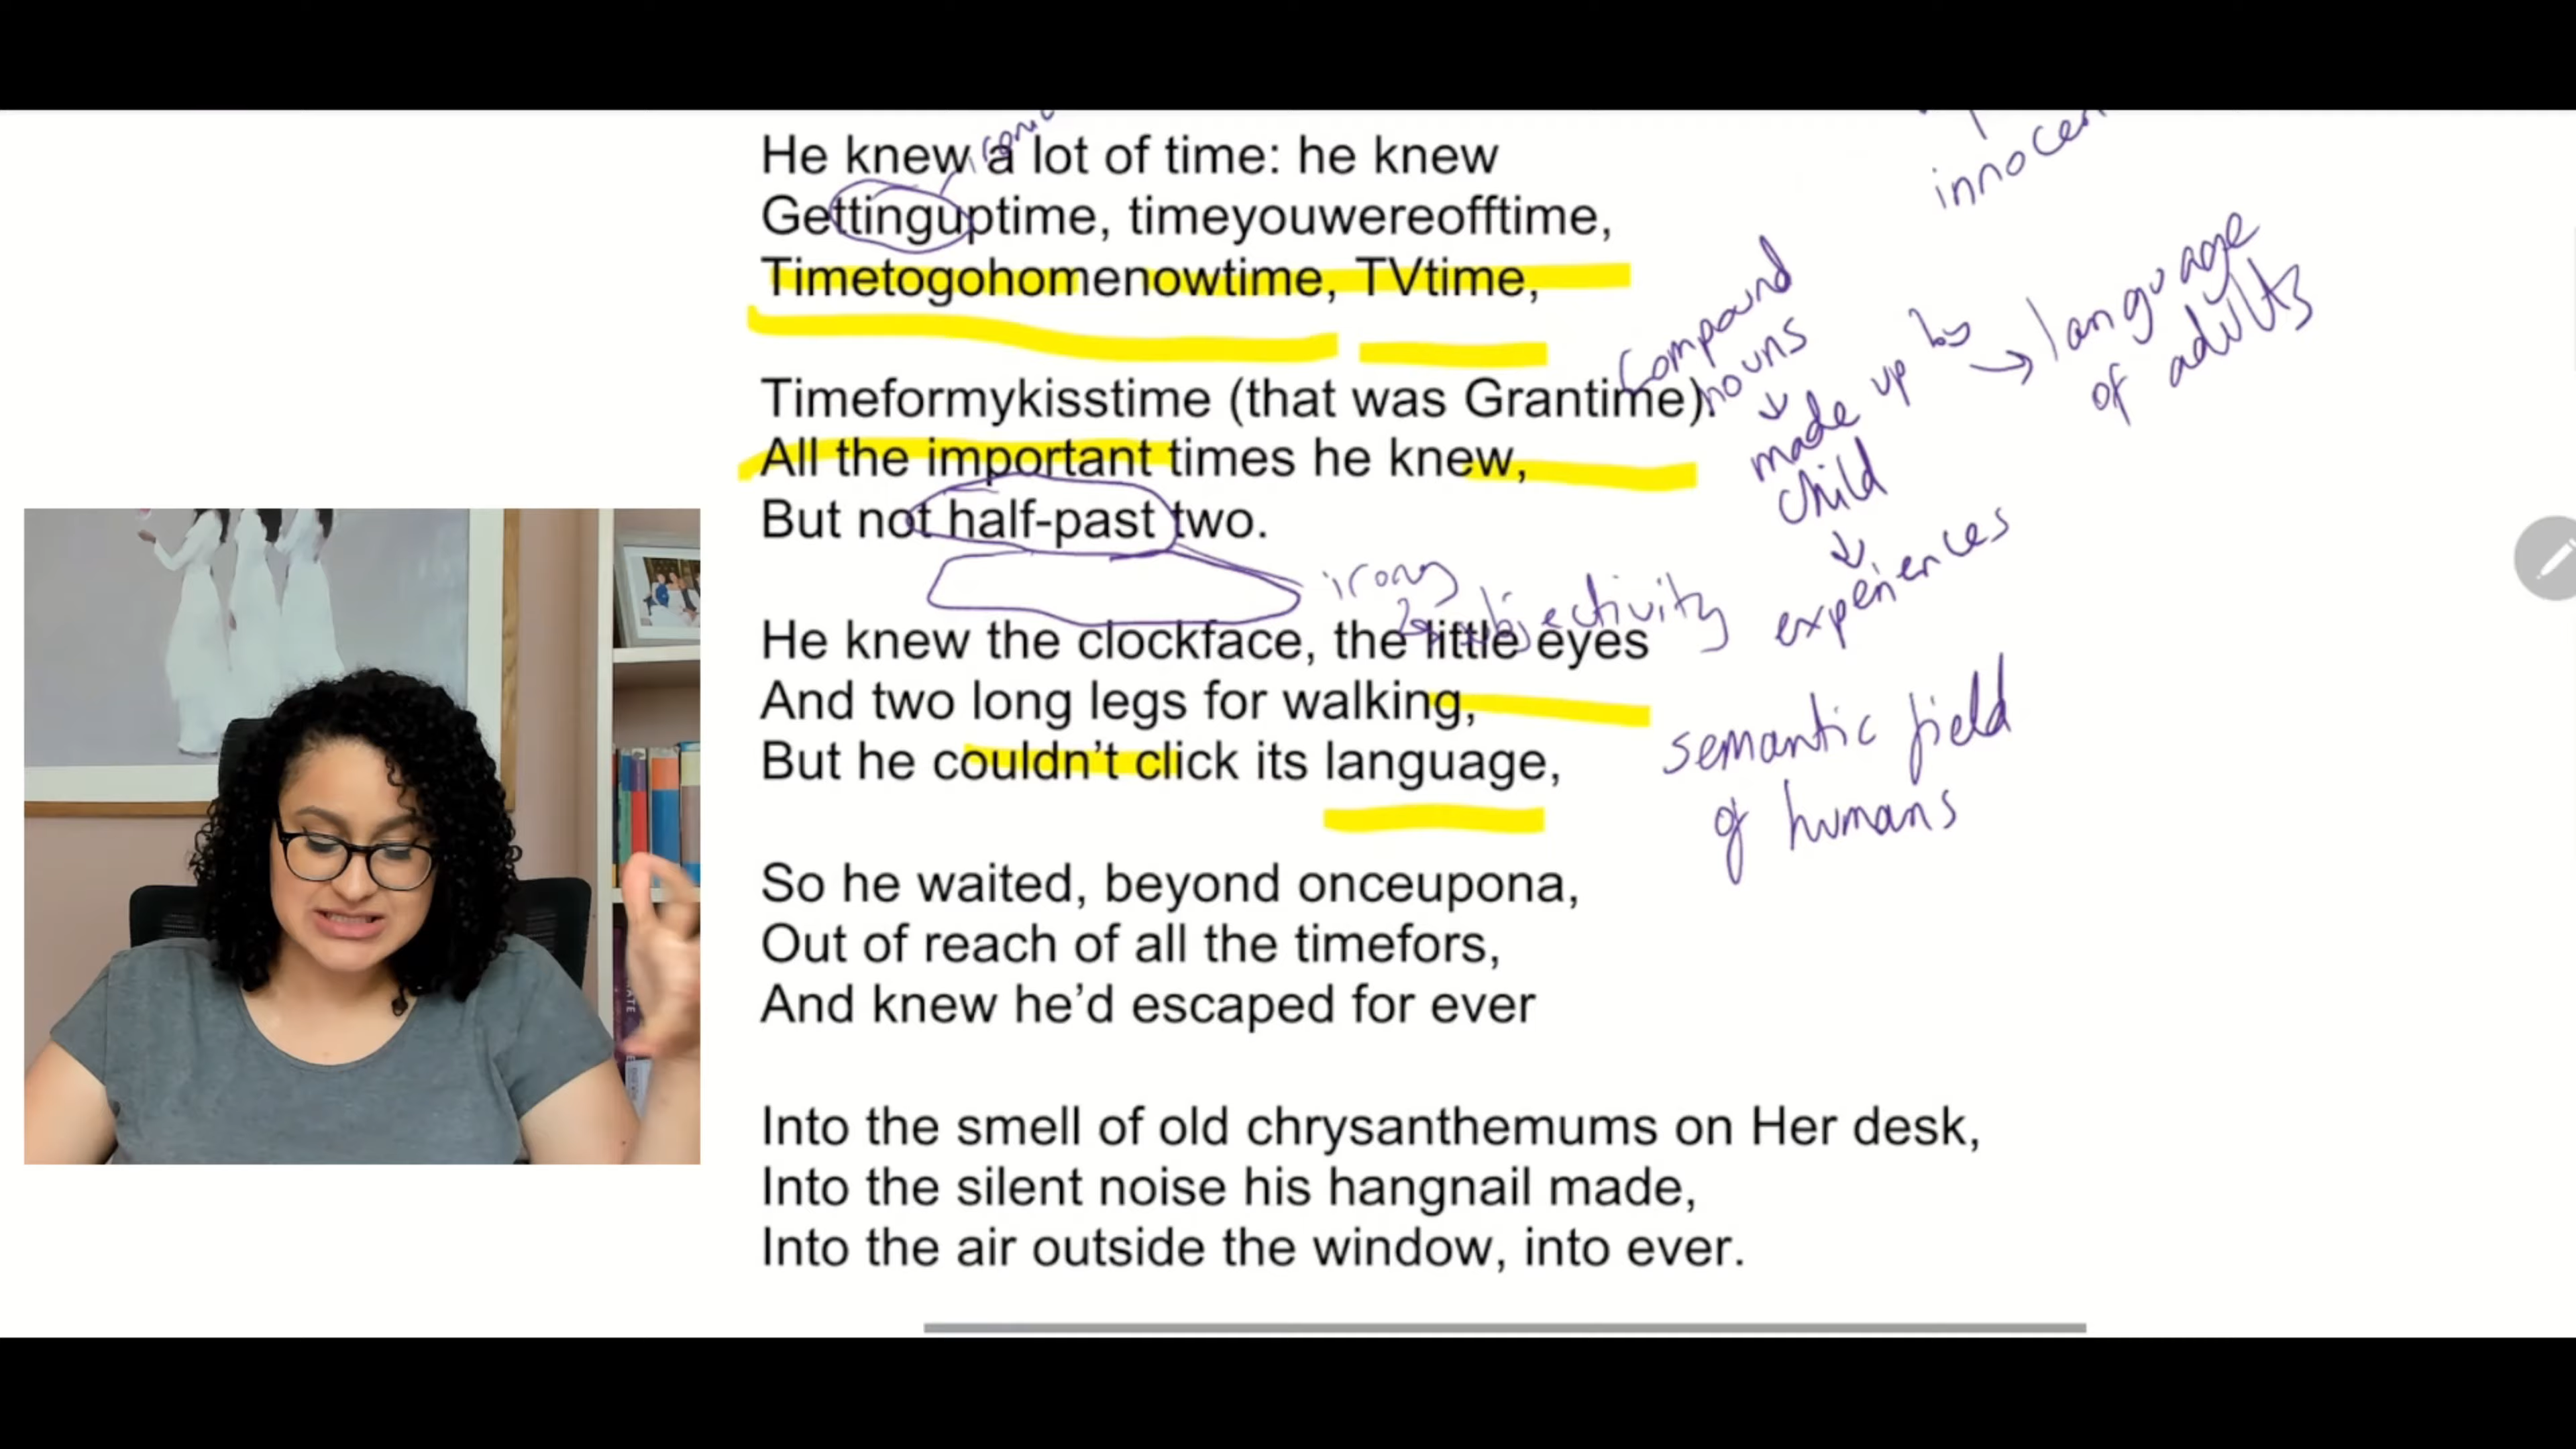 He knew a lot of time: he knew
Gettinguptime, timeyouwereofftime,
Timetogohomenowtime, TVtime,
Timeformykisstime (that was Grantime).
All the important times he knew,
But not half-past two.
He knew the clockface, the little eyes
And two long legs for walking,
But he couldn't click its language,
So he waited, beyond onceupona,
Out of reach of all the timefors,
And knew he'd escaped for ever
Into the smell of old chrysanthemums on Her desk,
Into the silent noise his hangnail made,
Into the air outside the window, into ever.
compound
nouns
↓
made up by → language
of adults
child
↓
experiences
irony
semantic field
of humans